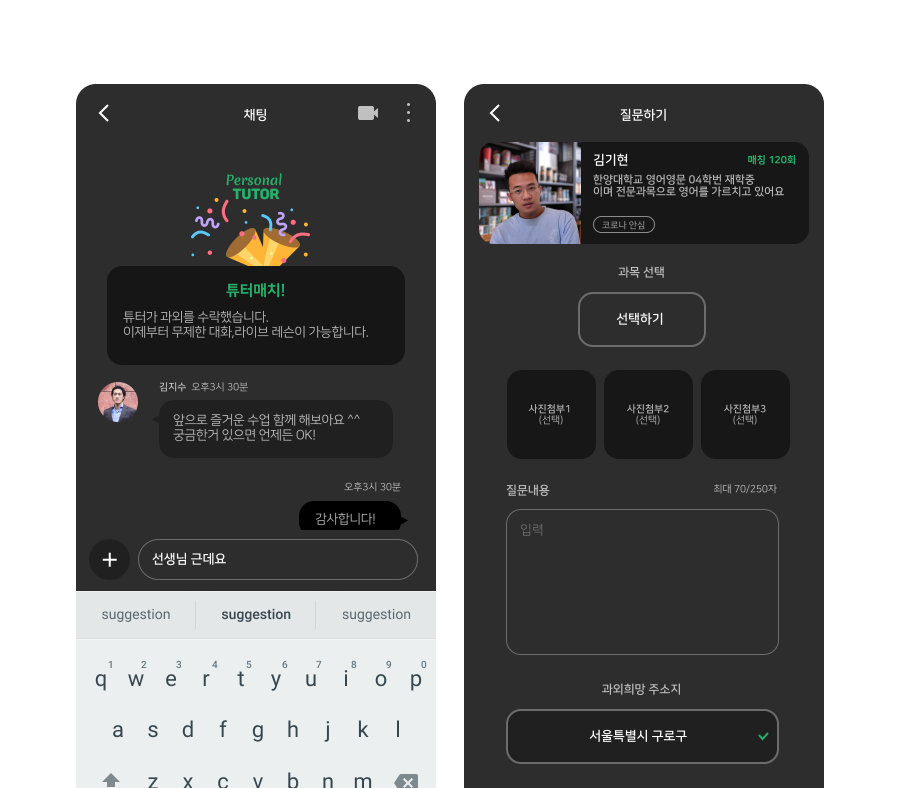 채팅
Personal
TUTOR
튜터매치!
튜터가 과외를 수락했습니다.
이제부터 무제한 대화,라이브 레슨이 가능합니다.
김지수 오후3시 30분
앞으로 즐거운 수업 함께 해보아요 ^^
궁금한거 있으면 언제든 OK!
오후3시 30분
감사합니다!
선생님 근데요
suggestion suggestion suggestion
1 2 3 4 5 6 7 8 9 0
q w e r t y u i o p
a s d f g h j k l
z x c v b n m
질문하기
김기현 매칭 120회
한양대학교 영어영문 04학번 재학중
이며 전문과목으로 영어를 가르치고 있어요
코로나 안심
과목 선택
선택하기
사진첨부1 사진첨부2 사진첨부3
(선택) (선택) (선택)
질문내용 최대 70/250자
입력
과외희망 주소지
서울특별시 구로구